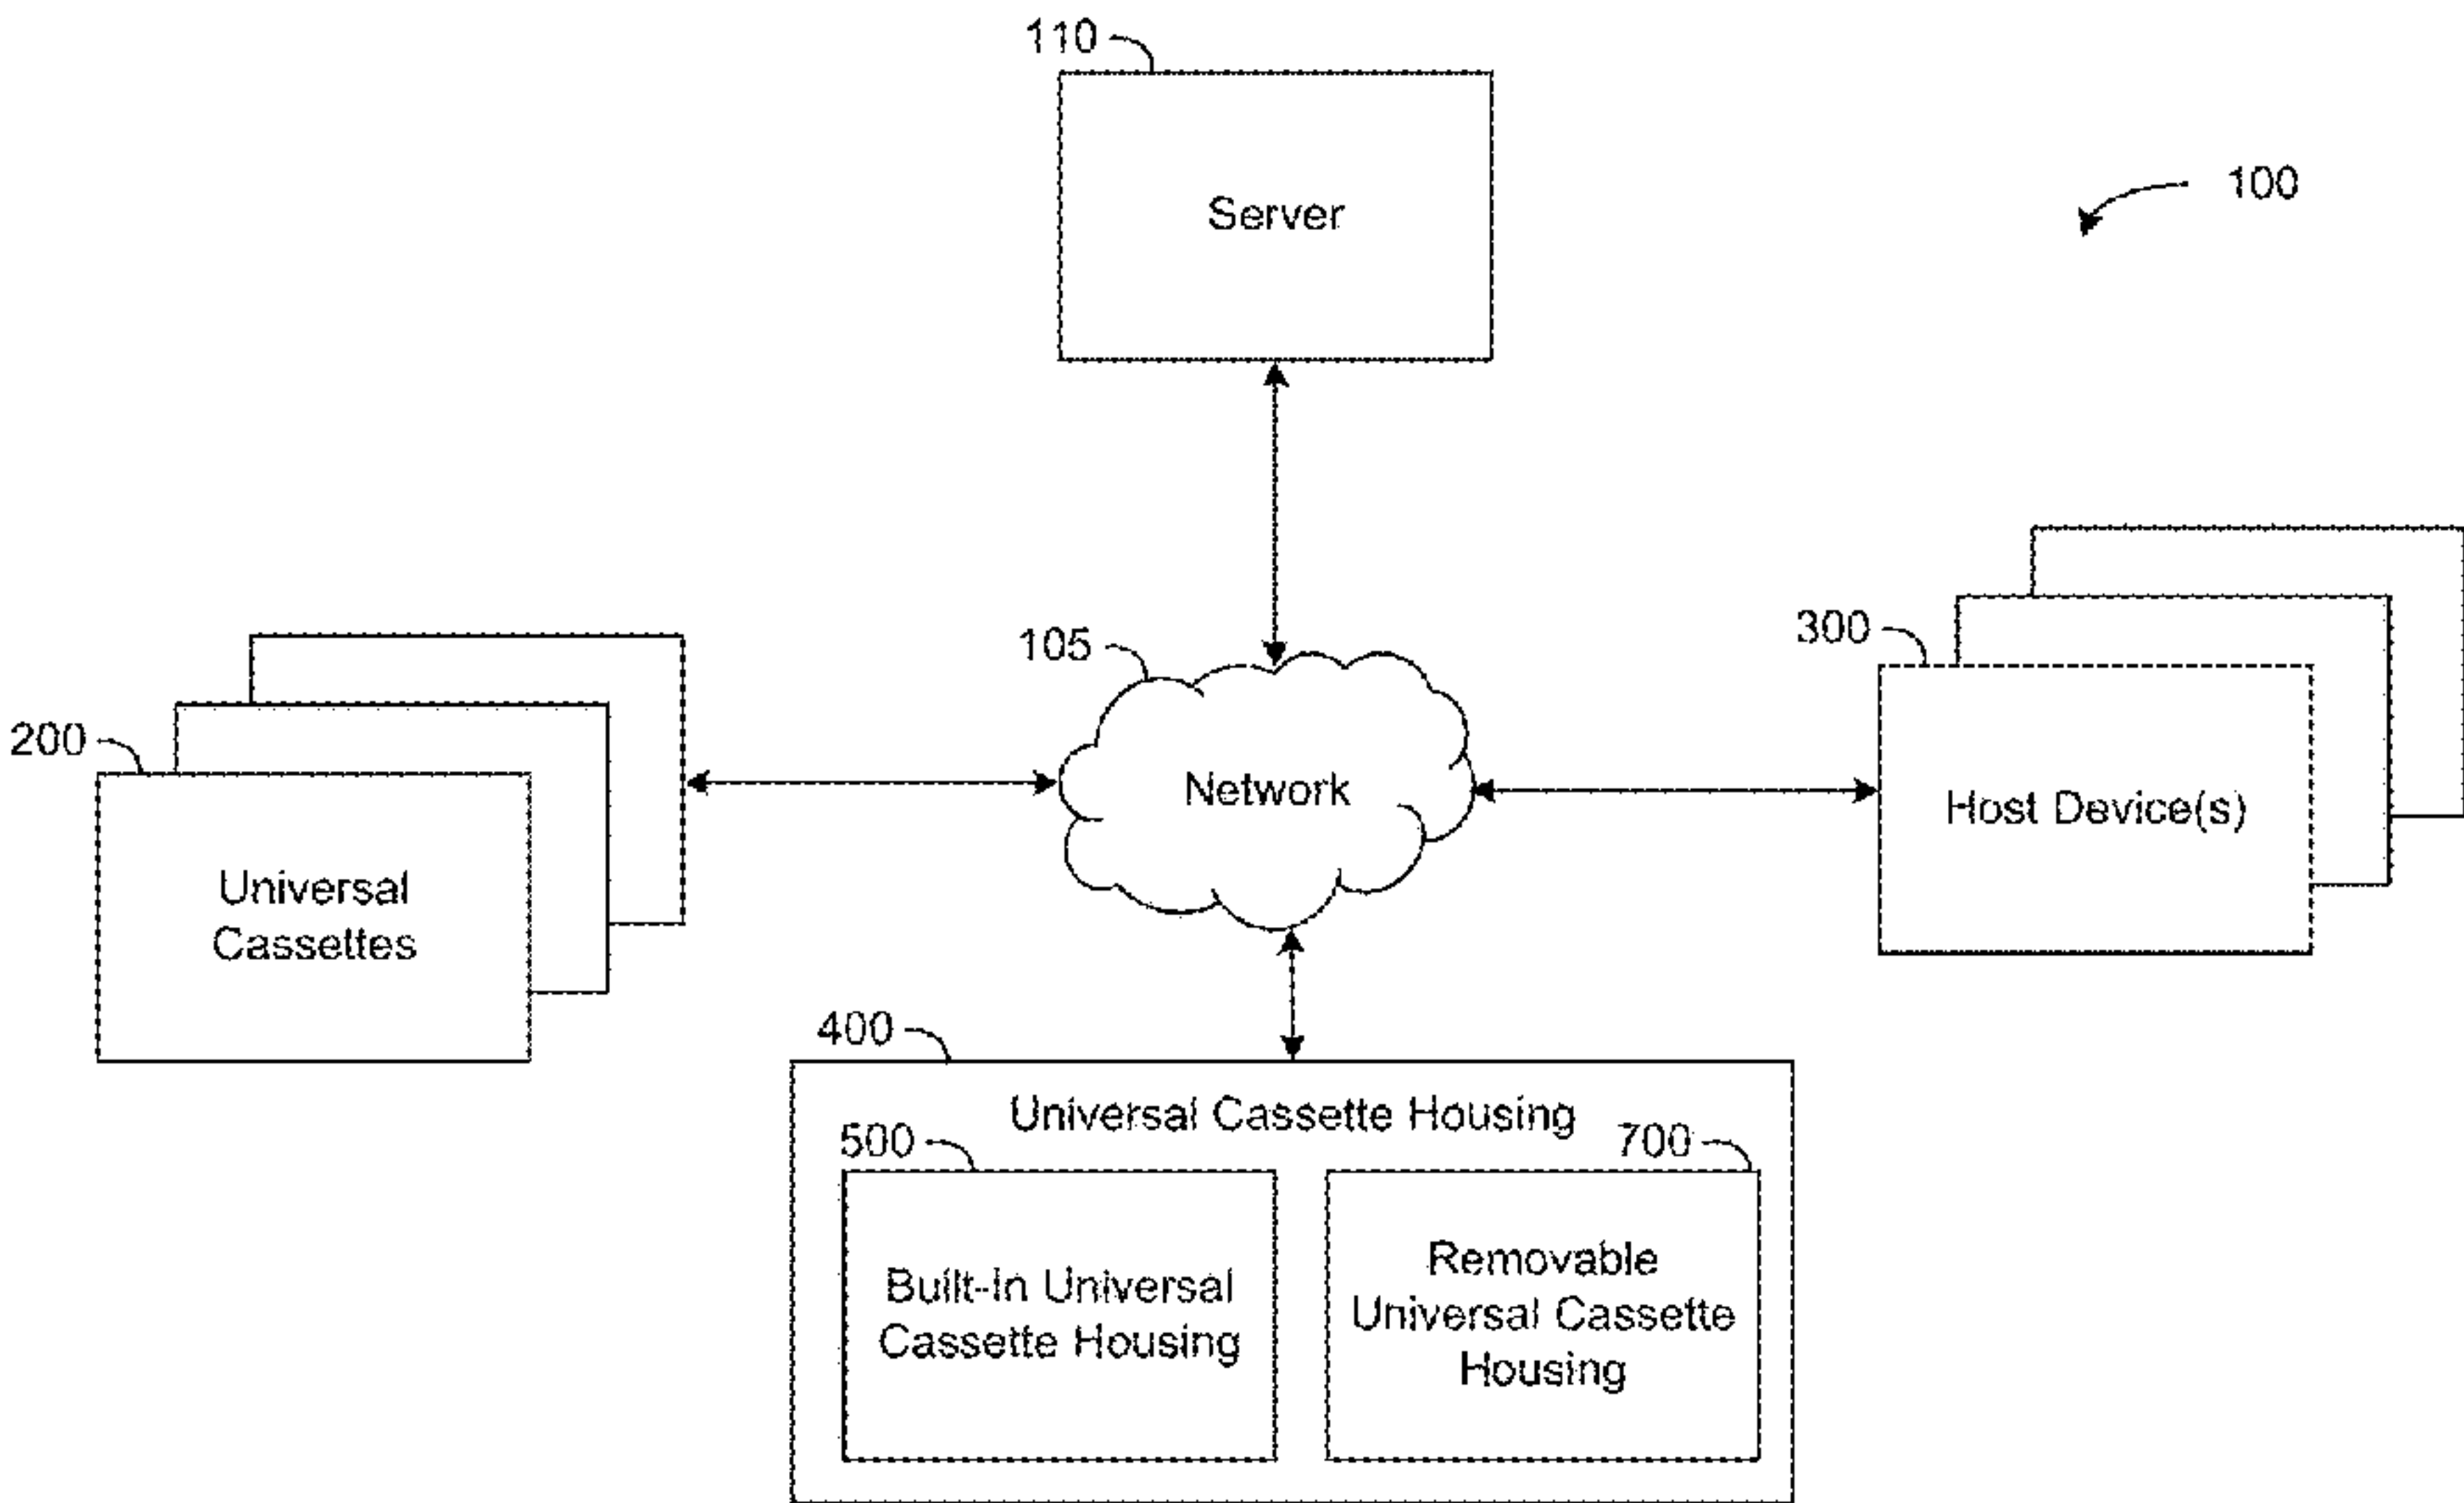 110
Server
100
105
300
200
Network
Host Device(s)
Universal
Cassettes
400
Universal Cassette Housing
500
700
Built-In Universal
Cassette Housing
Removable
Universal Cassette
Housing